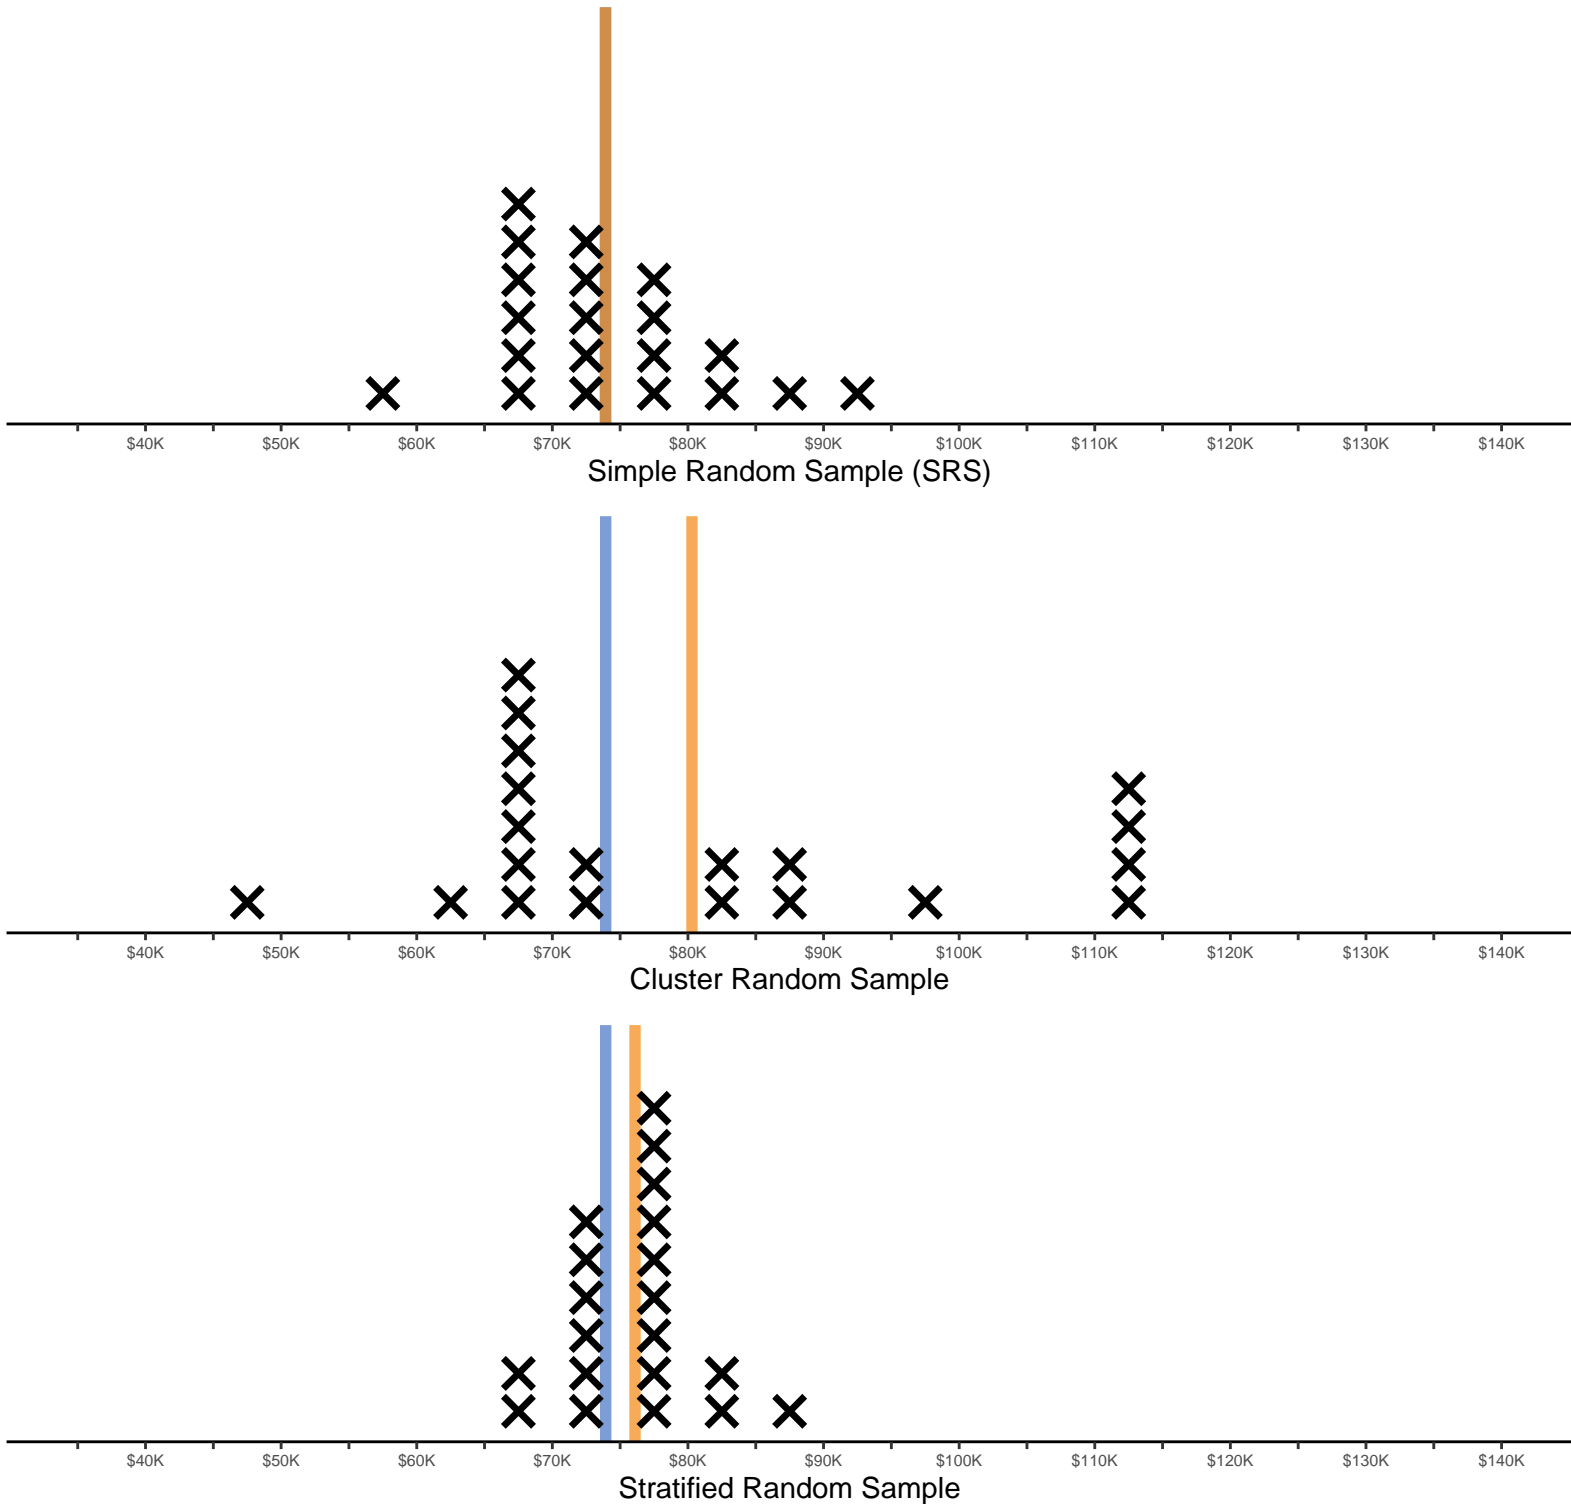 $40K $50K $60K $70K $80K $90K $100K $110K $120K $130K $140K
Simple Random Sample (SRS)
$40K $50K $60K $70K $80K $90K $100K $110K $120K $130K $140K
Cluster Random Sample
$40K $50K $60K $70K $80K $90K $100K $110K $120K $130K $140K
Stratified Random Sample